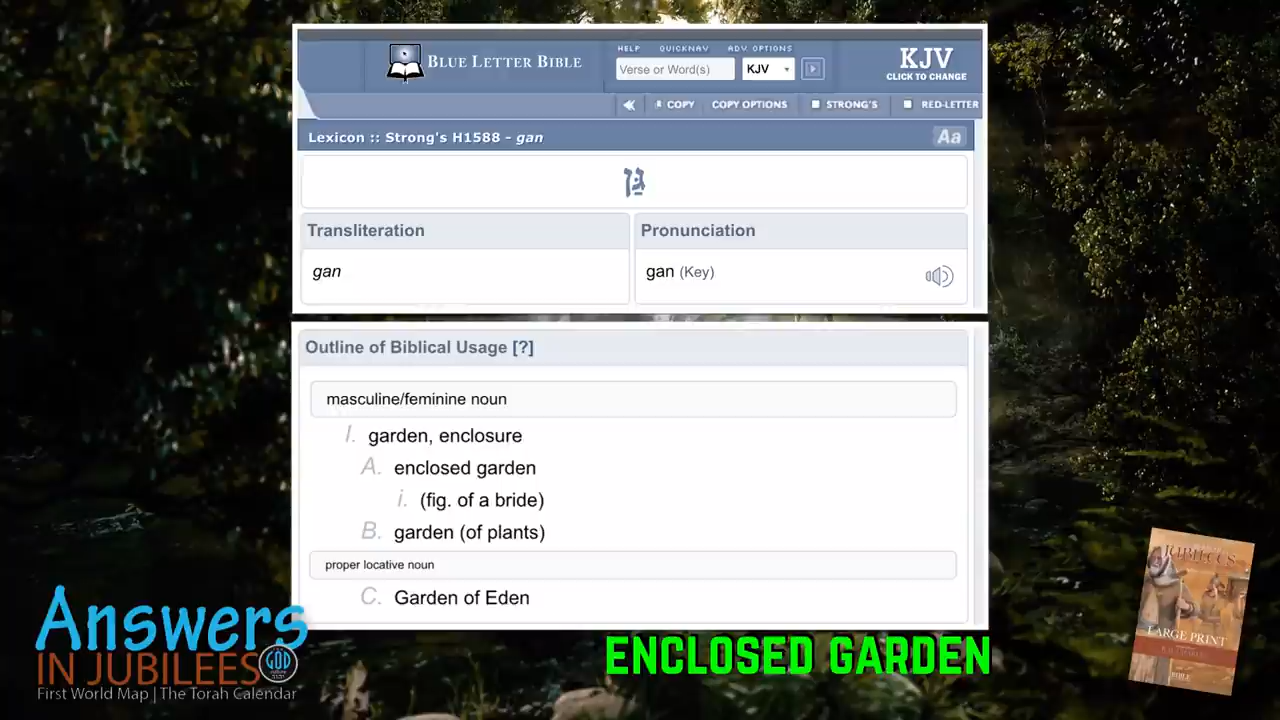 BLUE LETTER BIBLE
HELP QUICKNAV ADV. OPTIONS
Verse or Word(s) KJV
KJV
CLICK TO CHANGE
COPY COPY OPTIONS STRONG'S RED-LETTER
Lexicon :: Strong's H1588 - gan
Aa
גַּן
Transliteration
Pronunciation
gan
gan (Key)
Outline of Biblical Usage [?]
masculine/feminine noun
I. garden, enclosure
A. enclosed garden
i. (fig. of a bride)
B. garden (of plants)
proper locative noun
C. Garden of Eden
ENCLOSED GARDEN
Answers
IN JUBILEES
GOD
First World Map | The Torah Calendar
JUBILEES
LARGE PRINT
BIBLE